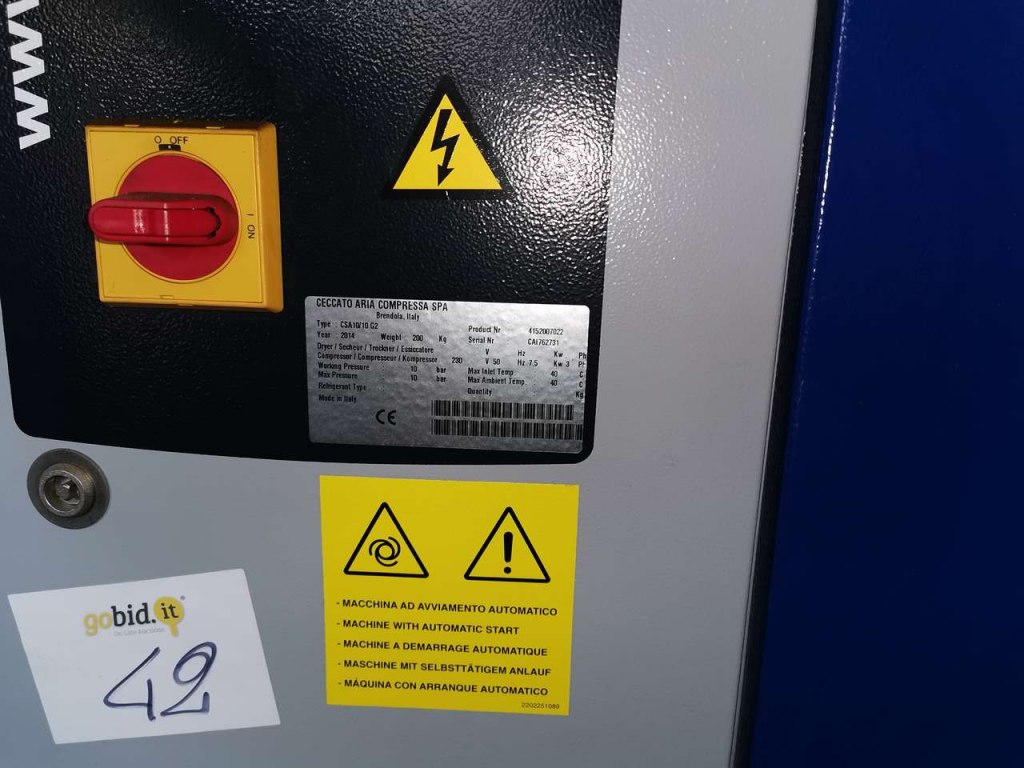 www
O OFF
I ON
CECCATO ARIA COMPRESSA SPA
Brendola, Italy
Type : CSA10/10 G2 Product Nr 4152007022
Year : 2014 Weight 200 Kg Serial Nr CAI762731
Dryer / Secheur / Trockner / Essiccatore V Hz Kw Ph
Compressor / Compresseur / Kompressor 230 V 50 Hz 7.5 Kw 3 Ph
Working Pressure : 10 bar Max Inlet Temp 40 C
Max Pressure : 10 bar Max Ambient Temp 40 C
Refrigerant Type : Quantity Kg
Made in Italy
CE
- MACCHINA AD AVVIAMENTO AUTOMATICO
- MACHINE WITH AUTOMATIC START
- MACHINE A DEMARRAGE AUTOMATIQUE
- MASCHINE MIT SELBSTTÄTIGEM ANLAUF
- MÁQUINA CON ARRANQUE AUTOMATICO
2202251089
gobid.it®
42